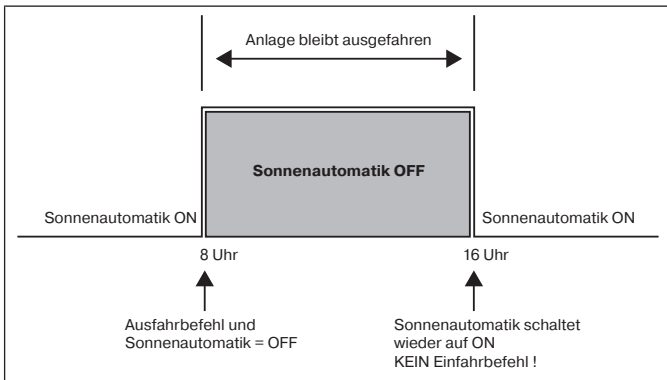 Anlage bleibt ausgefahren
Sonnenautomatik OFF
Sonnenautomatik ON
Sonnenautomatik ON
8 Uhr
16 Uhr
Ausfahrbefehl und
Sonnenautomatik = OFF
Sonnenautomatik schaltet
wieder auf ON
KEIN Einfahrbefehl !